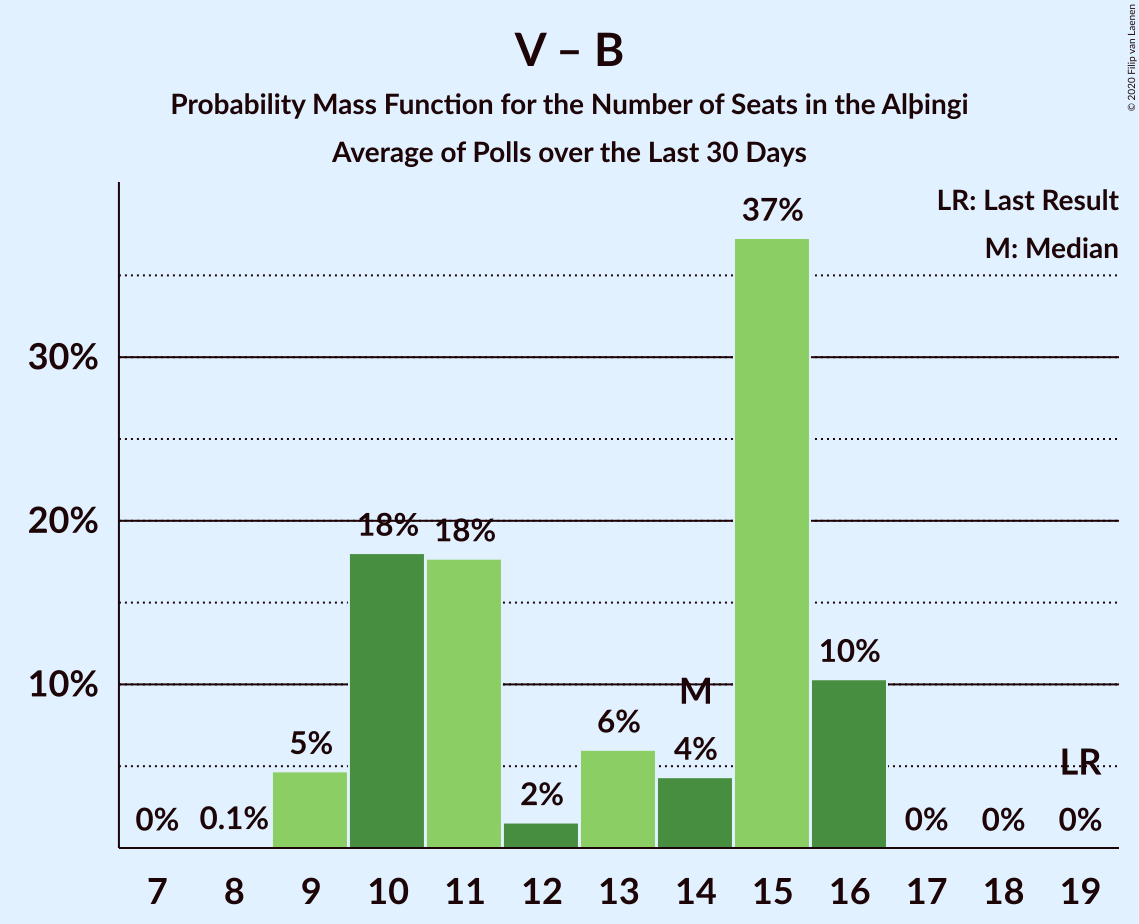 V – B
Probability Mass Function for the Number of Seats in the Alþingi
Average of Polls over the Last 30 Days
© 2020 Filip van Laenen
LR: Last Result
M: Median
30%
20%
10%
0%
0.1%
5%
18%
18%
2%
6%
M
4%
37%
10%
0%
0%
LR
0%
7 8 9 10 11 12 13 14 15 16 17 18 19